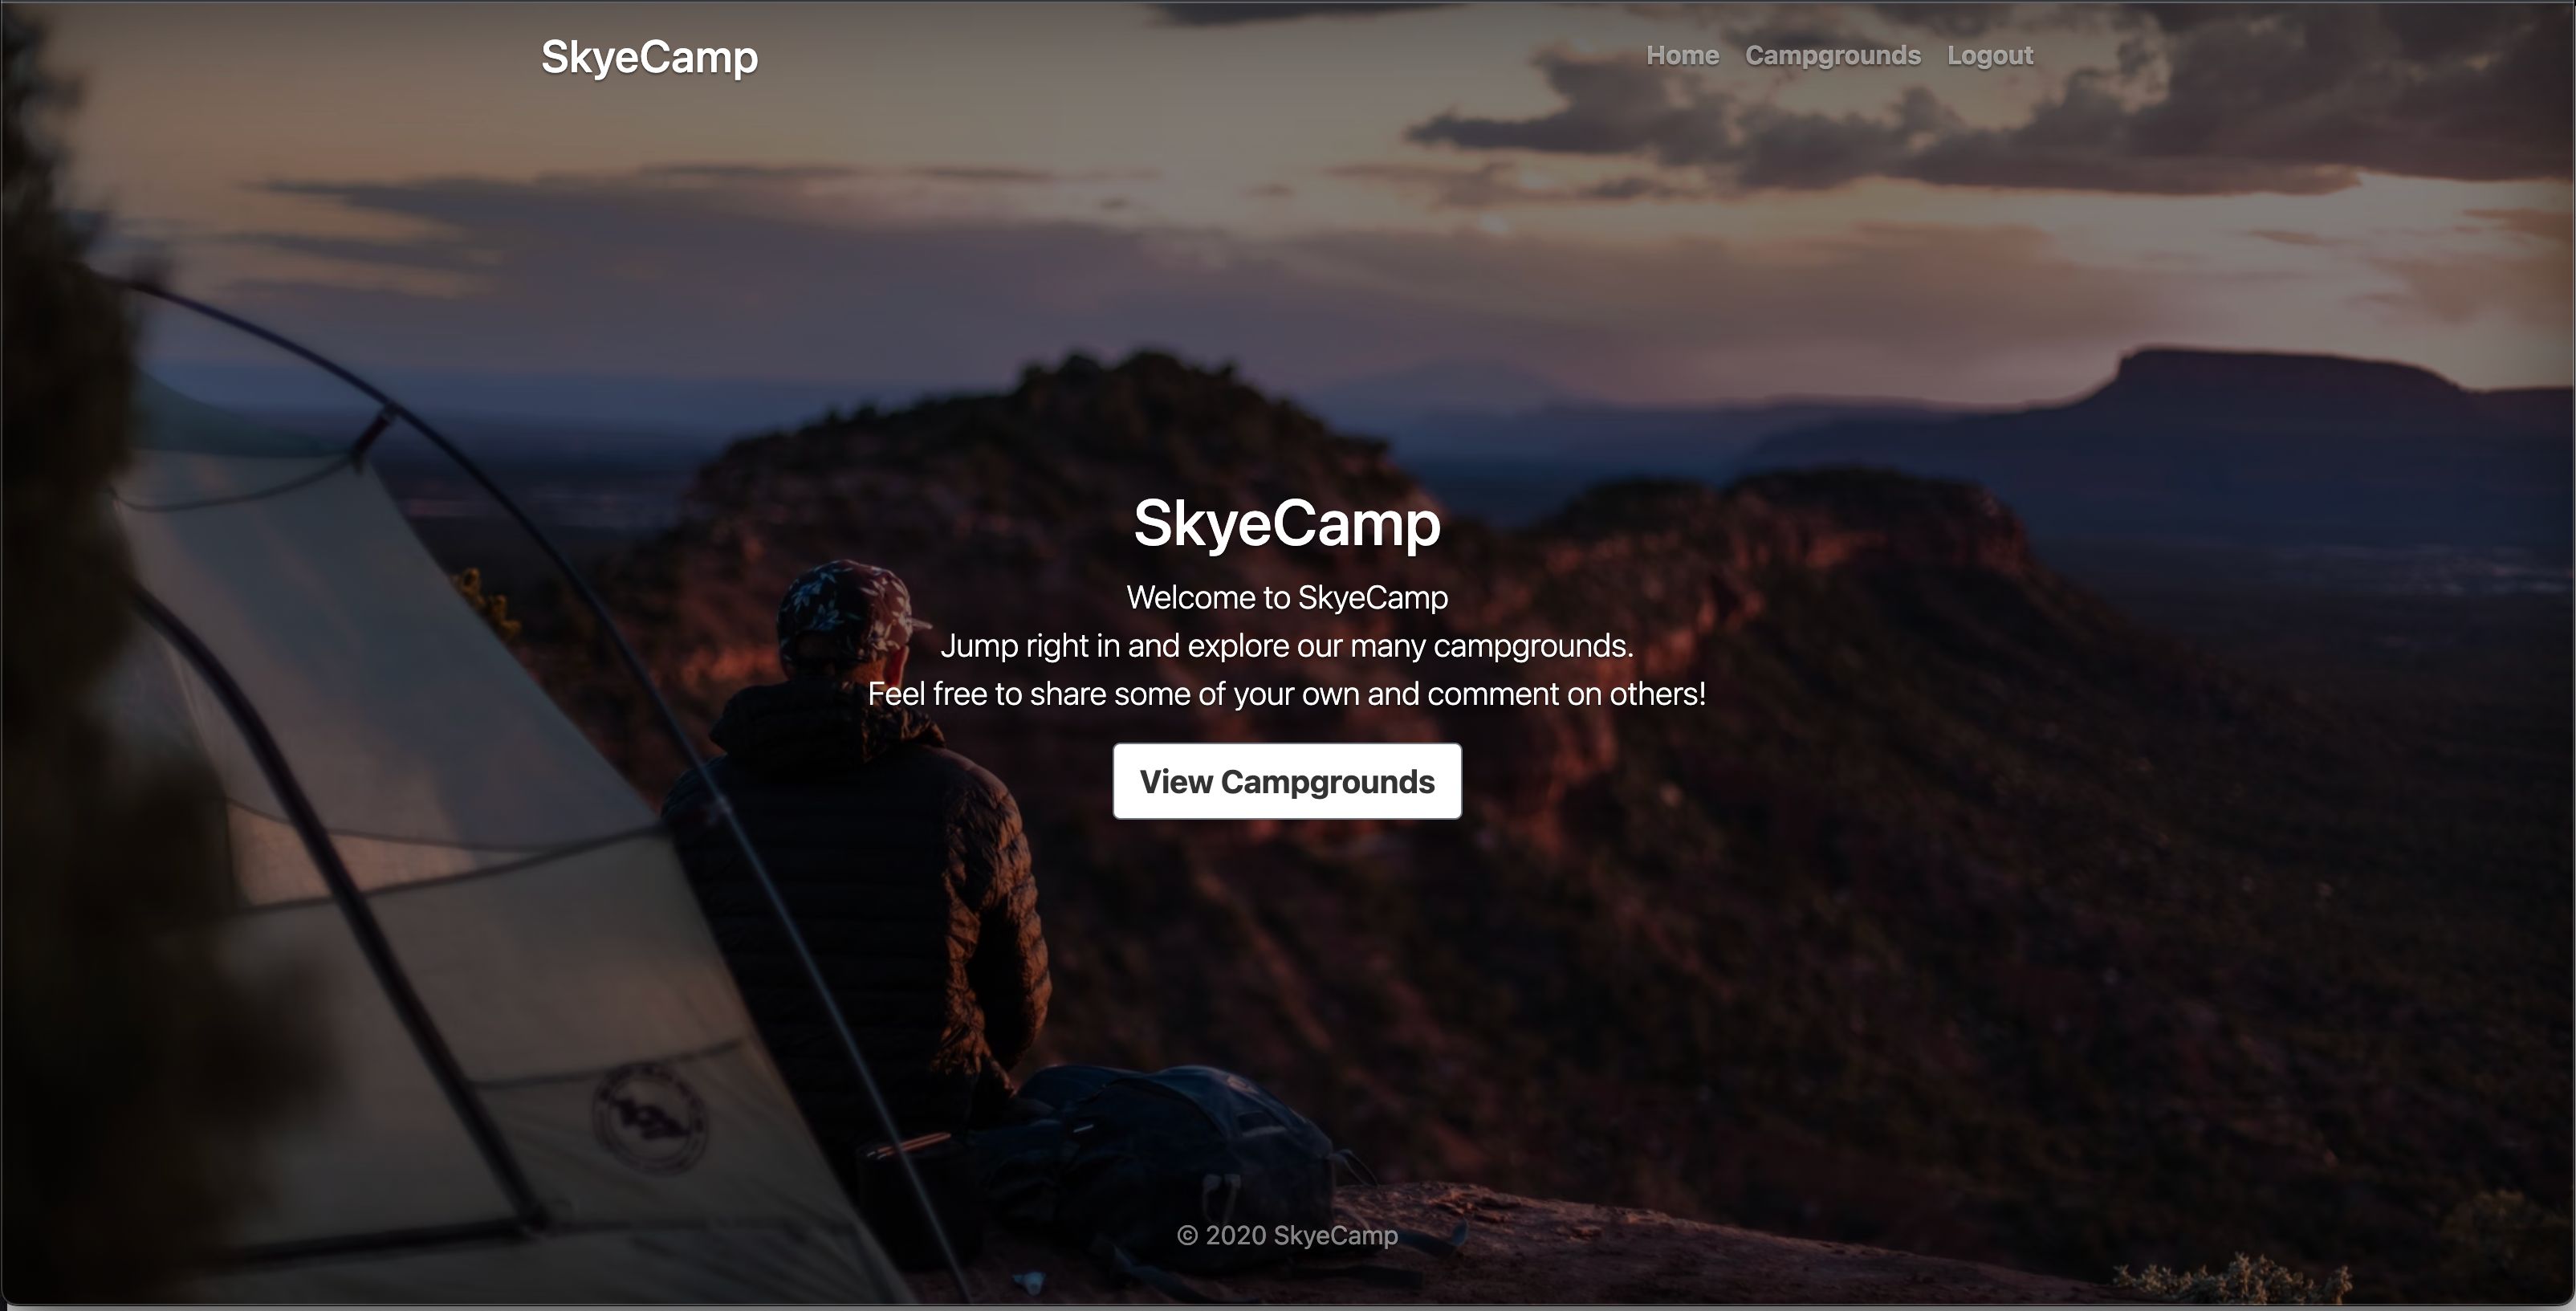 SkyeCamp
Home Campgrounds Logout
SkyeCamp
Welcome to SkyeCamp
Jump right in and explore our many campgrounds.
Feel free to share some of your own and comment on others!
View Campgrounds
© 2020 SkyeCamp